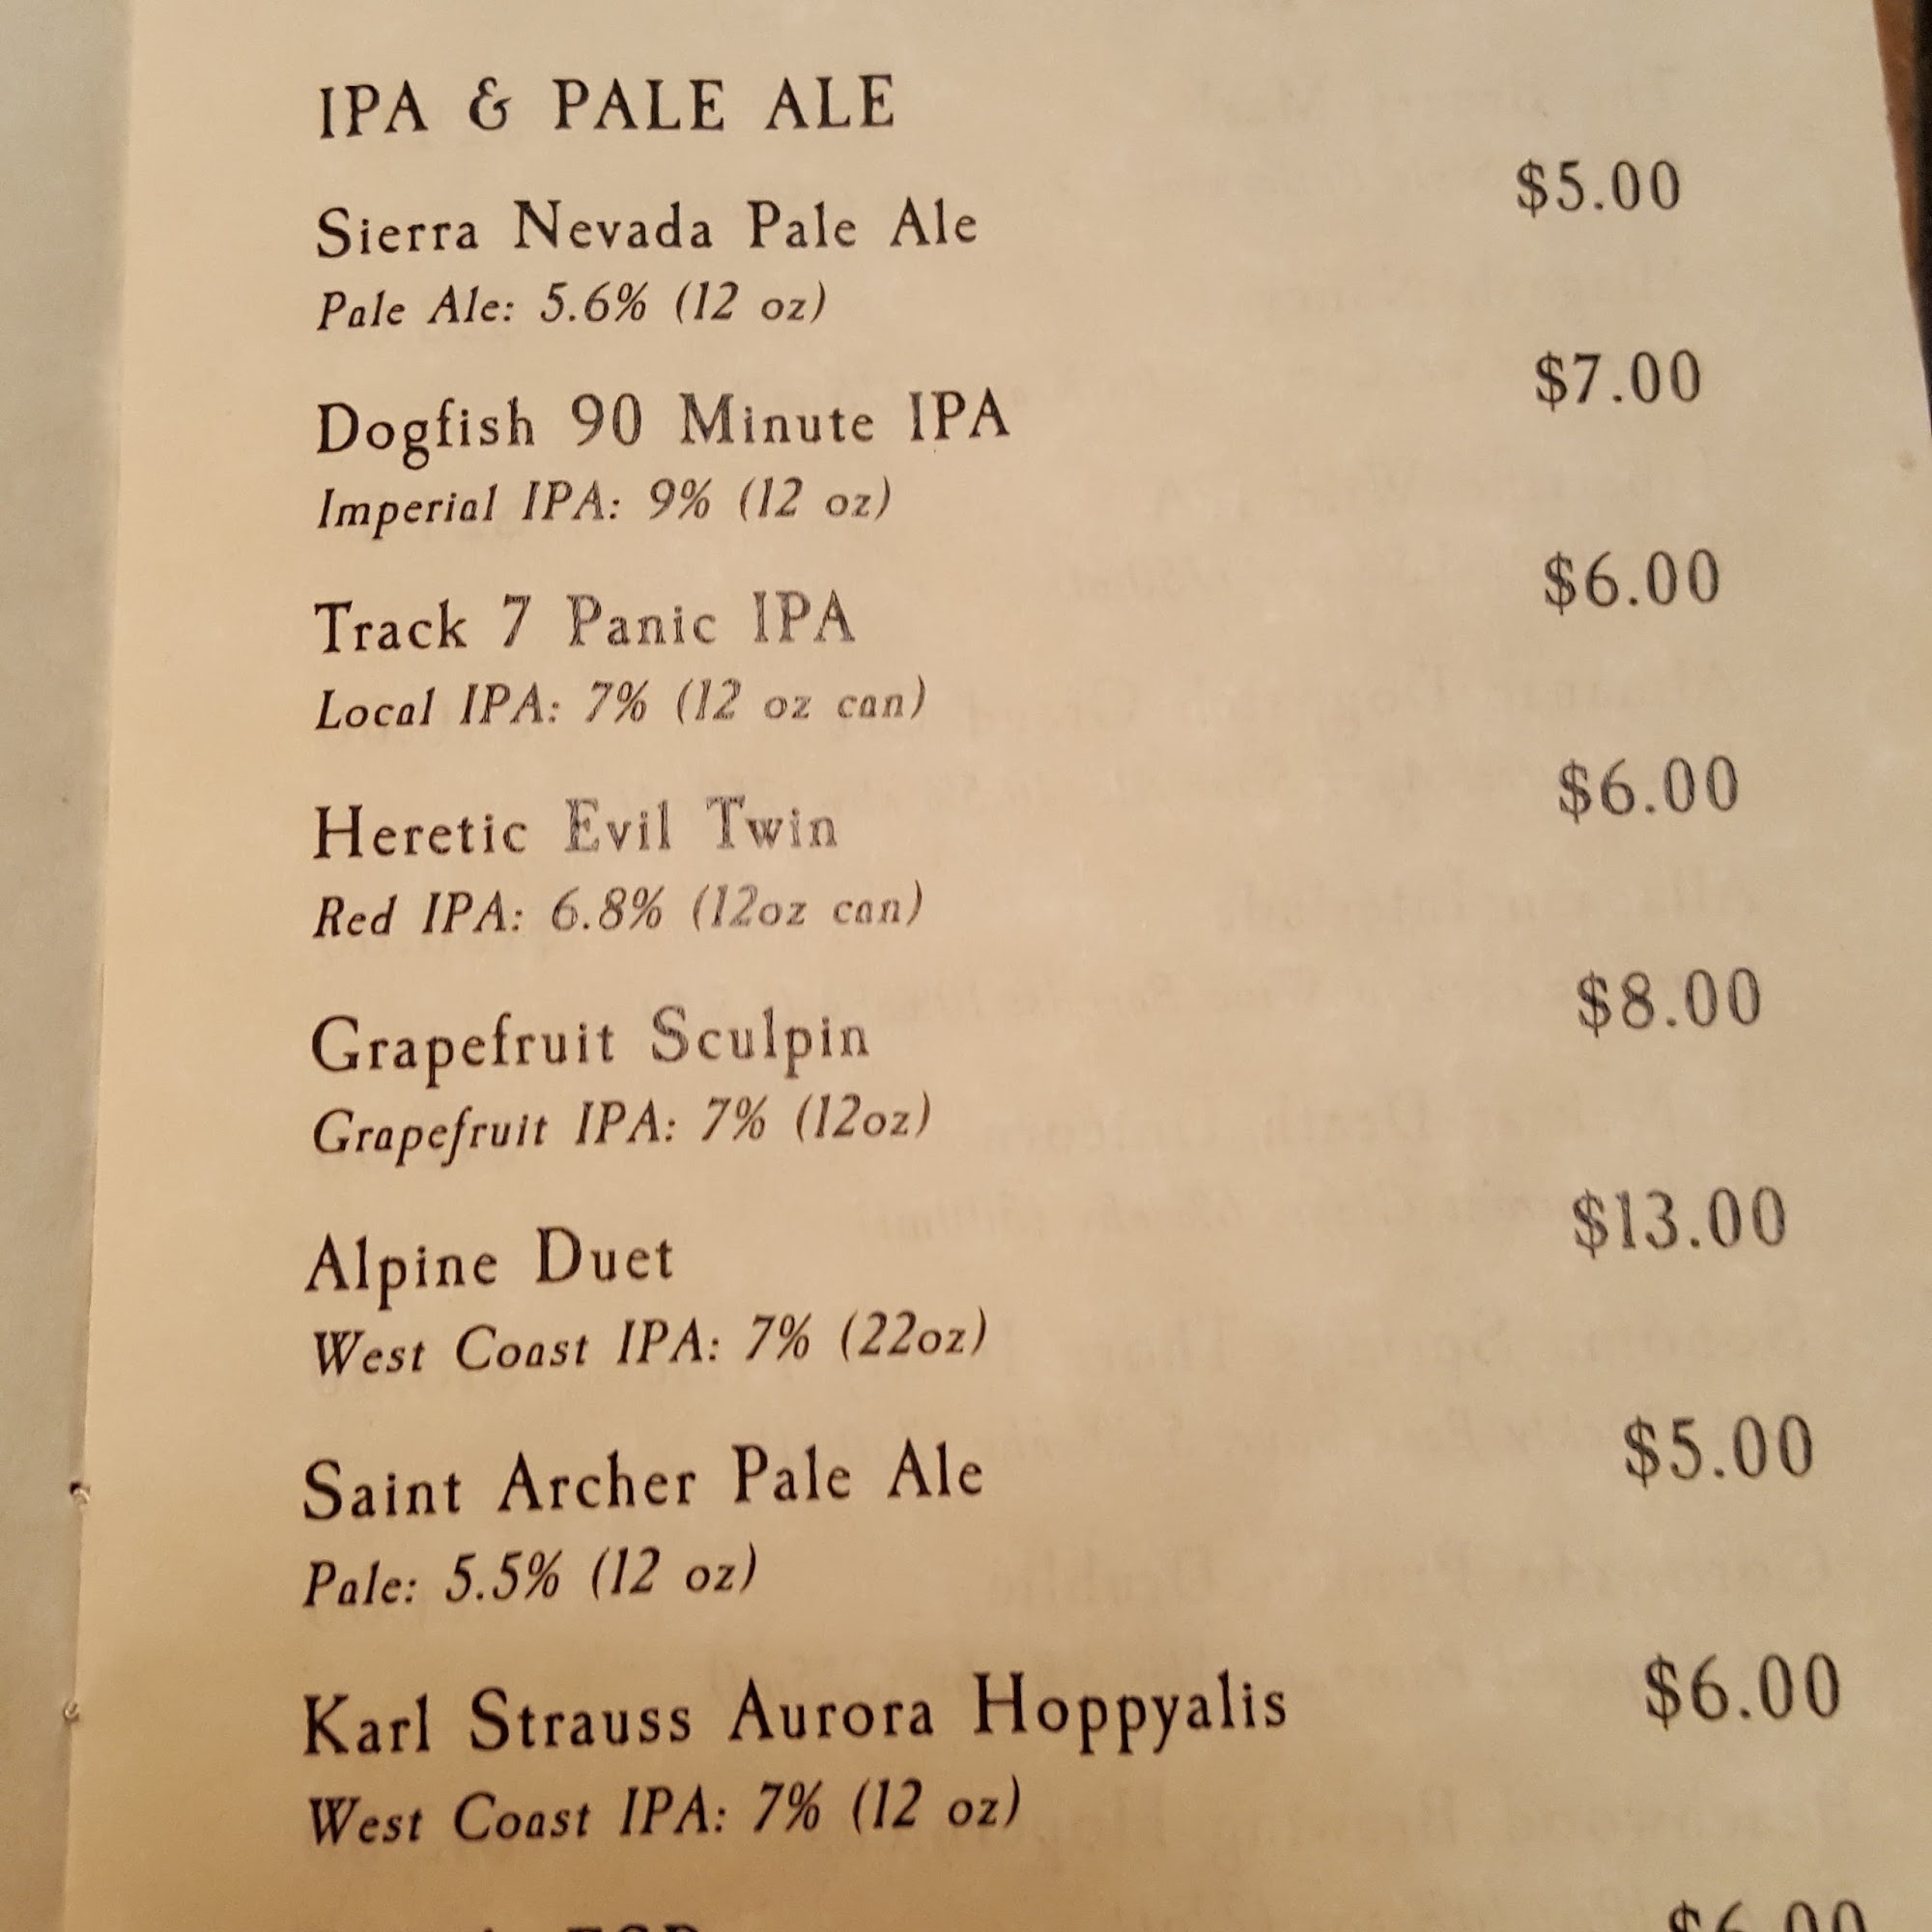 IPA & PALE ALE
Sierra Nevada Pale Ale $5.00
Pale Ale: 5.6% (12 oz)
Dogfish 90 Minute IPA $7.00
Imperial IPA: 9% (12 oz)
Track 7 Panic IPA $6.00
Local IPA: 7% (12 oz can)
Heretic Evil Twin $6.00
Red IPA: 6.8% (12oz can)
Grapefruit Sculpin $8.00
Grapefruit IPA: 7% (12oz)
Alpine Duet $13.00
West Coast IPA: 7% (22oz)
Saint Archer Pale Ale $5.00
Pale: 5.5% (12 oz)
Karl Strauss Aurora Hoppyalis $6.00
West Coast IPA: 7% (12 oz)
$6.00